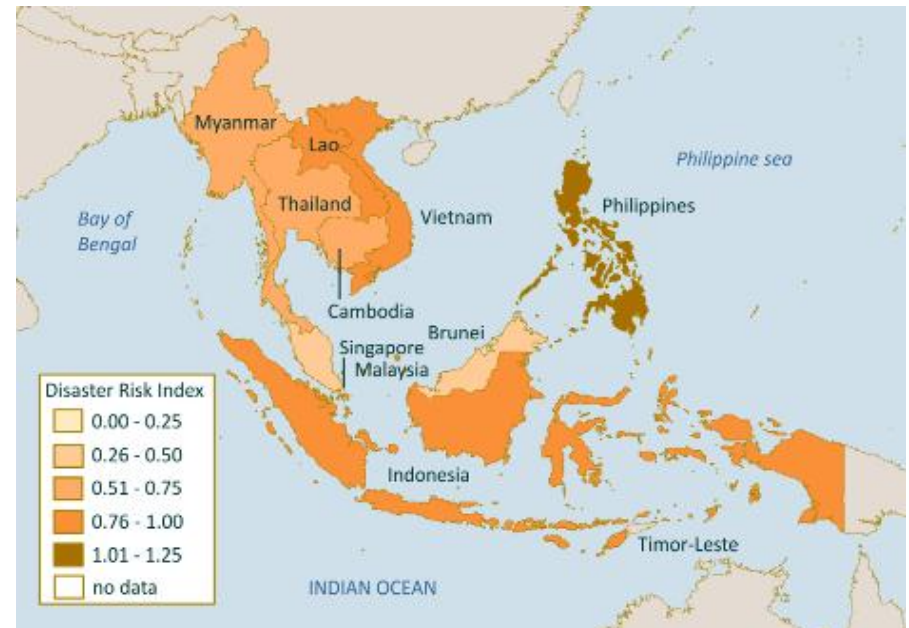 Myanmar
Lao
Philippine sea
Thailand
Philippines
Bay of
Bengal
Vietnam
Cambodia
Brunei
Singapore
Malaysia
Disaster Risk Index
0.00 - 0.25
0.26 - 0.50
0.51 - 0.75
0.76 - 1.00
1.01 - 1.25
no data
Indonesia
Timor-Leste
INDIAN OCEAN